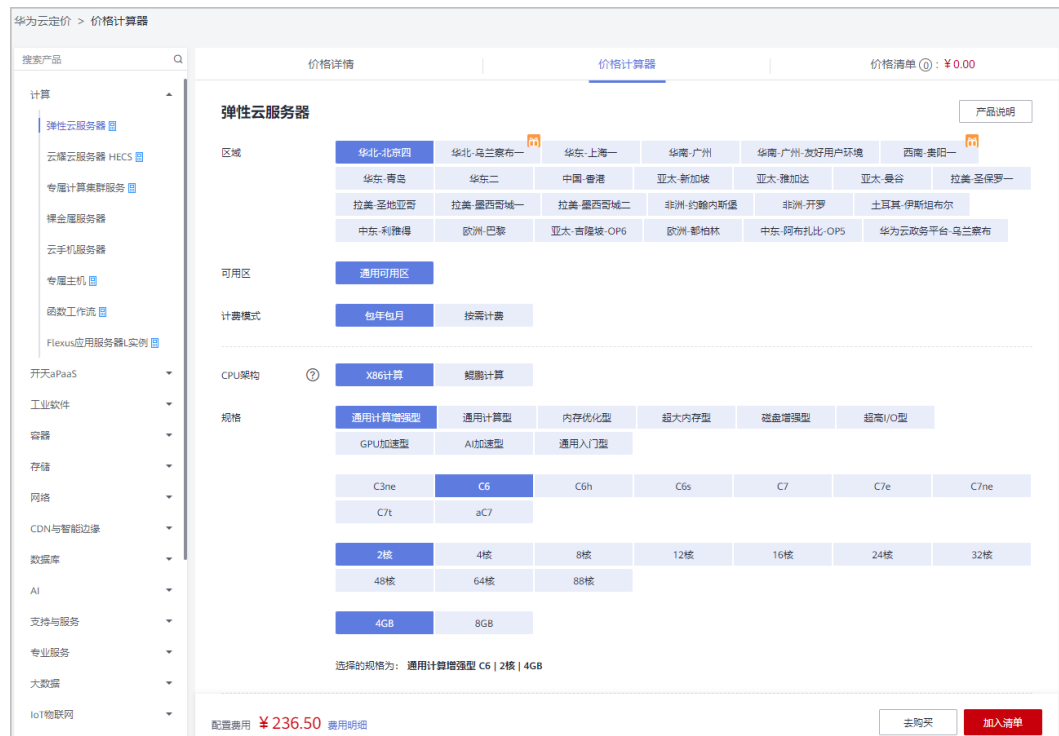 华为云定价 > 价格计算器
搜索产品
计算
弹性云服务器
云耀云服务器 HECS
专属计算集群服务
裸金属服务器
云手机服务器
专属主机
函数工作流
Flexus应用服务器L实例
开天aPaaS
工业软件
容器
存储
网络
CDN与智能边缘
数据库
AI
支持与服务
专业服务
大数据
IoT物联网
价格详情 价格计算器 价格清单 0 : ¥0.00
弹性云服务器 产品说明
区域 华北-北京四 华北-乌兰察布一 华东-上海一 华南-广州 华南-广州-友好用户环境 西南-贵阳一
华东-青岛 华东二 中国-香港 亚太-新加坡 亚太-雅加达 亚太-曼谷 拉美-圣保罗一
拉美-圣地亚哥 拉美-墨西哥城一 拉美-墨西哥城二 非洲-约翰内斯堡 非洲-开罗 土耳其-伊斯坦布尔
中东-利雅得 欧洲-巴黎 亚太-吉隆坡-OP6 欧洲-都柏林 中东-阿布扎比-OP5 华为云政务平台-乌兰察布
可用区 通用可用区
计费模式 包年包月 按需计费
CPU架构 ? X86计算 鲲鹏计算
规格 通用计算增强型 通用计算型 内存优化型 超大内存型 磁盘增强型 超高I/O型
GPU加速型 AI加速型 通用入门型
C3ne C6 C6h C6s C7 C7e C7ne
C7t aC7
2核 4核 8核 12核 16核 24核 32核
48核 64核 88核
4GB 8GB
选择的规格为: 通用计算增强型 C6 | 2核 | 4GB
配置费用 ¥236.50 费用明细 去购买 加入清单